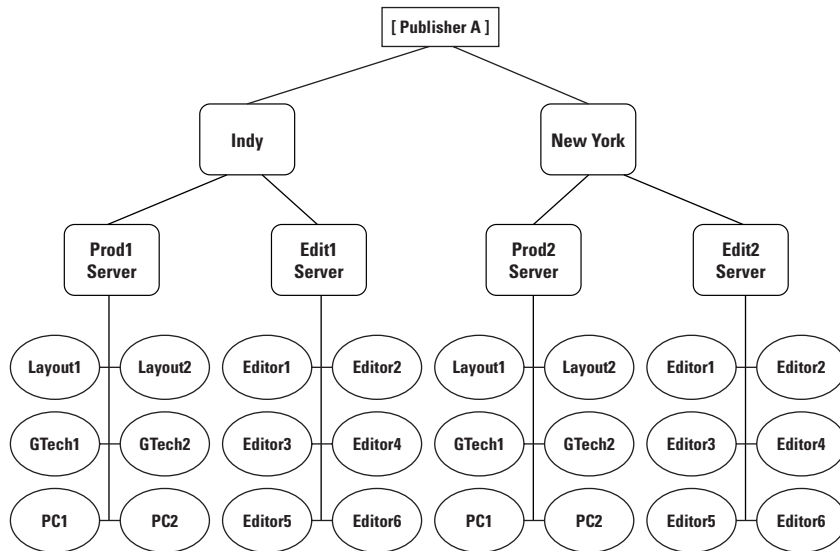 [ Publisher A ]
Indy
New York
Prod1
Server
Edit1
Server
Prod2
Server
Edit2
Server
Layout1
Layout2
Editor1
Editor2
Layout1
Layout2
Editor1
Editor2
GTech1
GTech2
Editor3
Editor4
GTech1
GTech2
Editor3
Editor4
PC1
PC2
Editor5
Editor6
PC1
PC2
Editor5
Editor6